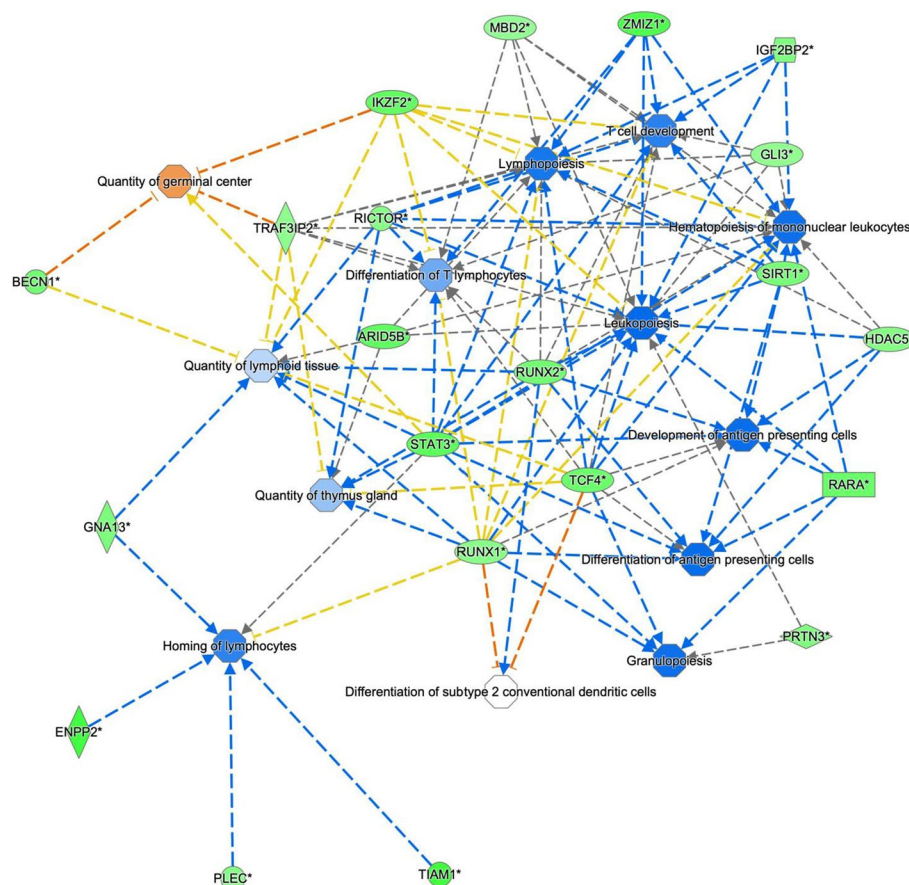 MBD2*
ZMIZ1*
IGF2BP2*
IKZF2*
T cell development
Lymphopoiesis
GLI3*
Quantity of germinal center
TRAF3IP2*
RICTOR*
Hematopoiesis of mononuclear leukocytes
BECN1*
Differentiation of T lymphocytes
SIRT1*
Leukopoiesis
ARID5B*
HDAC5
Quantity of lymphoid tissue
RUNX2*
STAT3*
Development of antigen presenting cells
TCF4*
RARA*
Quantity of thymus gland
GNA13*
RUNX1*
Differentiation of antigen presenting cells
PRTN3*
Homing of lymphocytes
Granulopoiesis
Differentiation of subtype 2 conventional dendritic cells
ENPP2*
PLEC*
TIAM1*